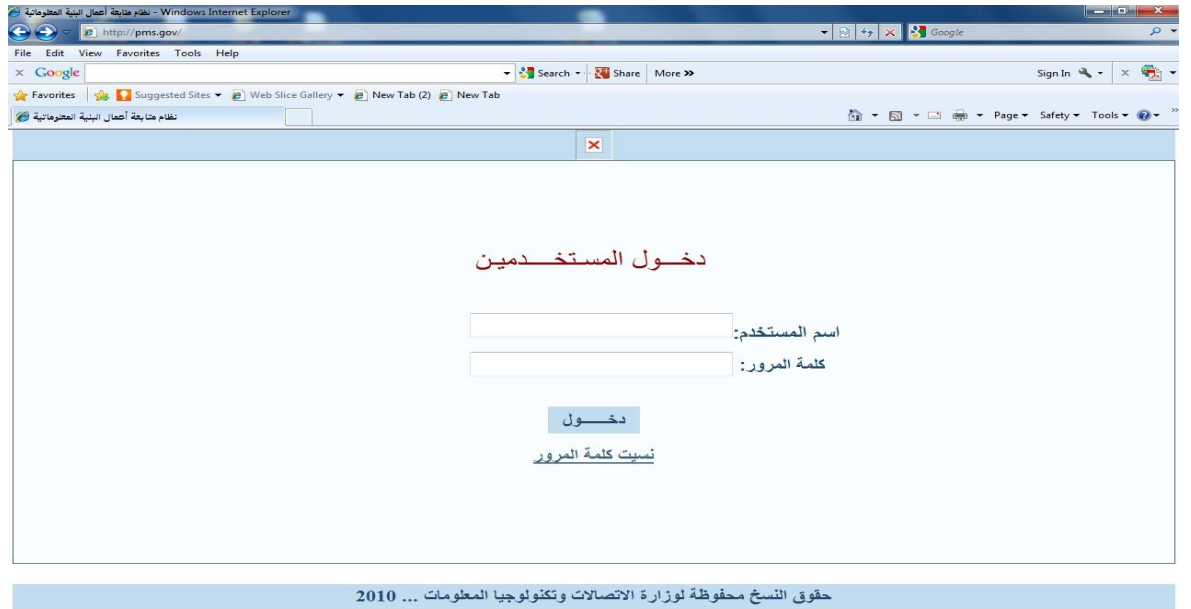 نظام متابعة أعمال البنية المعلوماتية - Windows Internet Explorer
http://pms.gov/
Google
File Edit View Favorites Tools Help
x Google Search Share More >> Sign In
Favorites Suggested Sites Web Slice Gallery New Tab (2) New Tab
نظام متابعة أعمال البنية المعلوماتية
Page Safety Tools
دخـــول المستخــــدمين
اسم المستخدم:
كلمة المرور:
دخـــــول
نسيت كلمة المرور
حقوق النسخ محفوظة لوزارة الاتصالات وتكنولوجيا المعلومات ... 2010